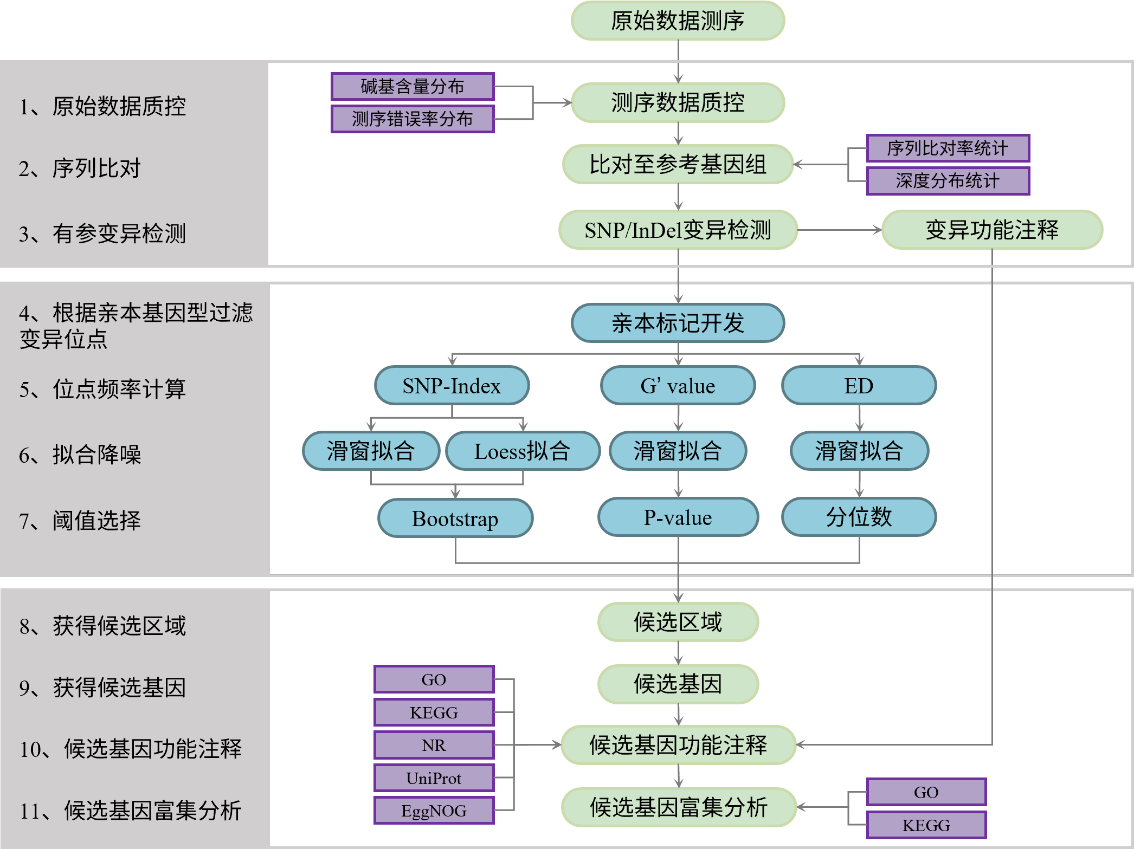 原始数据测序
1、原始数据质控
碱基含量分布
测序错误率分布
测序数据质控
2、序列比对
比对至参考基因组
序列比对率统计
深度分布统计
3、有参变异检测
SNP/InDel变异检测
变异功能注释
4、根据亲本基因型过滤
变异位点
亲本标记开发
5、位点频率计算
SNP-Index
G' value
ED
6、拟合降噪
滑窗拟合
Loess拟合
滑窗拟合
滑窗拟合
7、阈值选择
Bootstrap
P-value
分位数
8、获得候选区域
候选区域
9、获得候选基因
候选基因
GO
KEGG
NR
UniProt
EggNOG
10、候选基因功能注释
候选基因功能注释
11、候选基因富集分析
候选基因富集分析
GO
KEGG